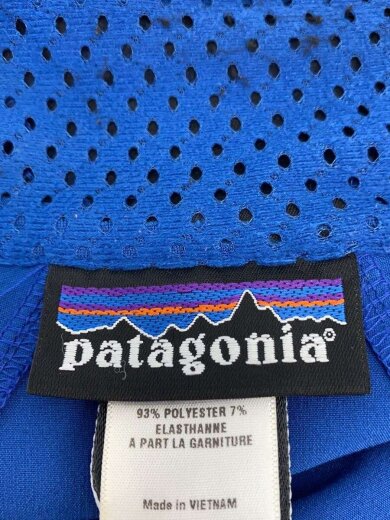 patagonia®
93% POLYESTER 7%
ELASTHANNE
A PART LA GARNITURE
Made in VIETNAM